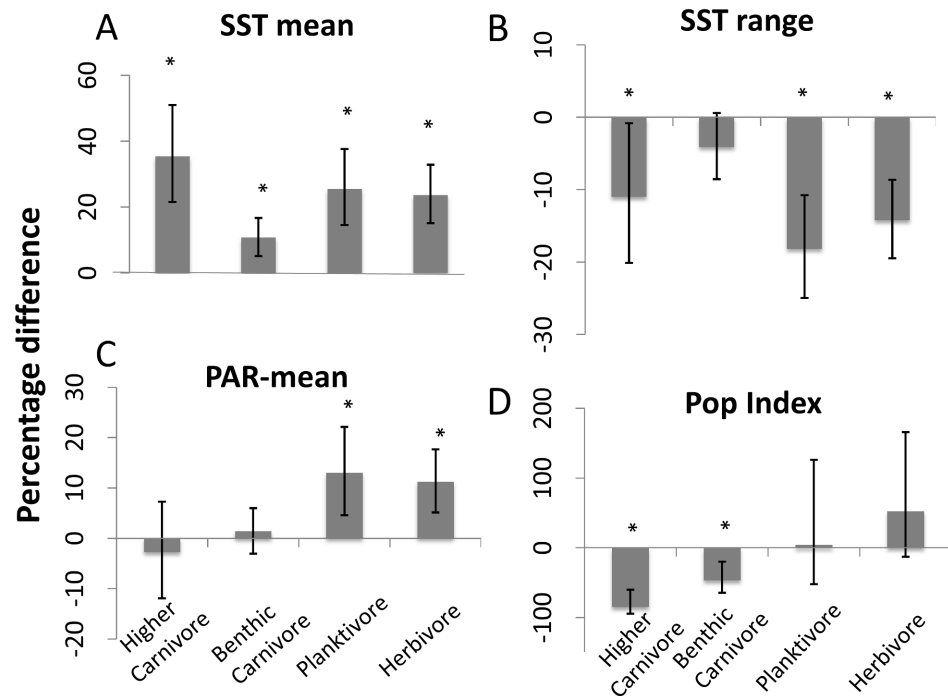 A
SST mean
*
*
*
*
60
40
20
0
B
SST range
*
*
*
10
0
-10
-20
-30
Percentage difference
C
PAR-mean
*
*
30
20
10
0
-10
-20
Higher
Carnivore
Benthic
Carnivore
Planktivore
Herbivore
D
Pop Index
*
*
200
100
0
-100
Higher
Carnivore
Benthic
Carnivore
Planktivore
Herbivore